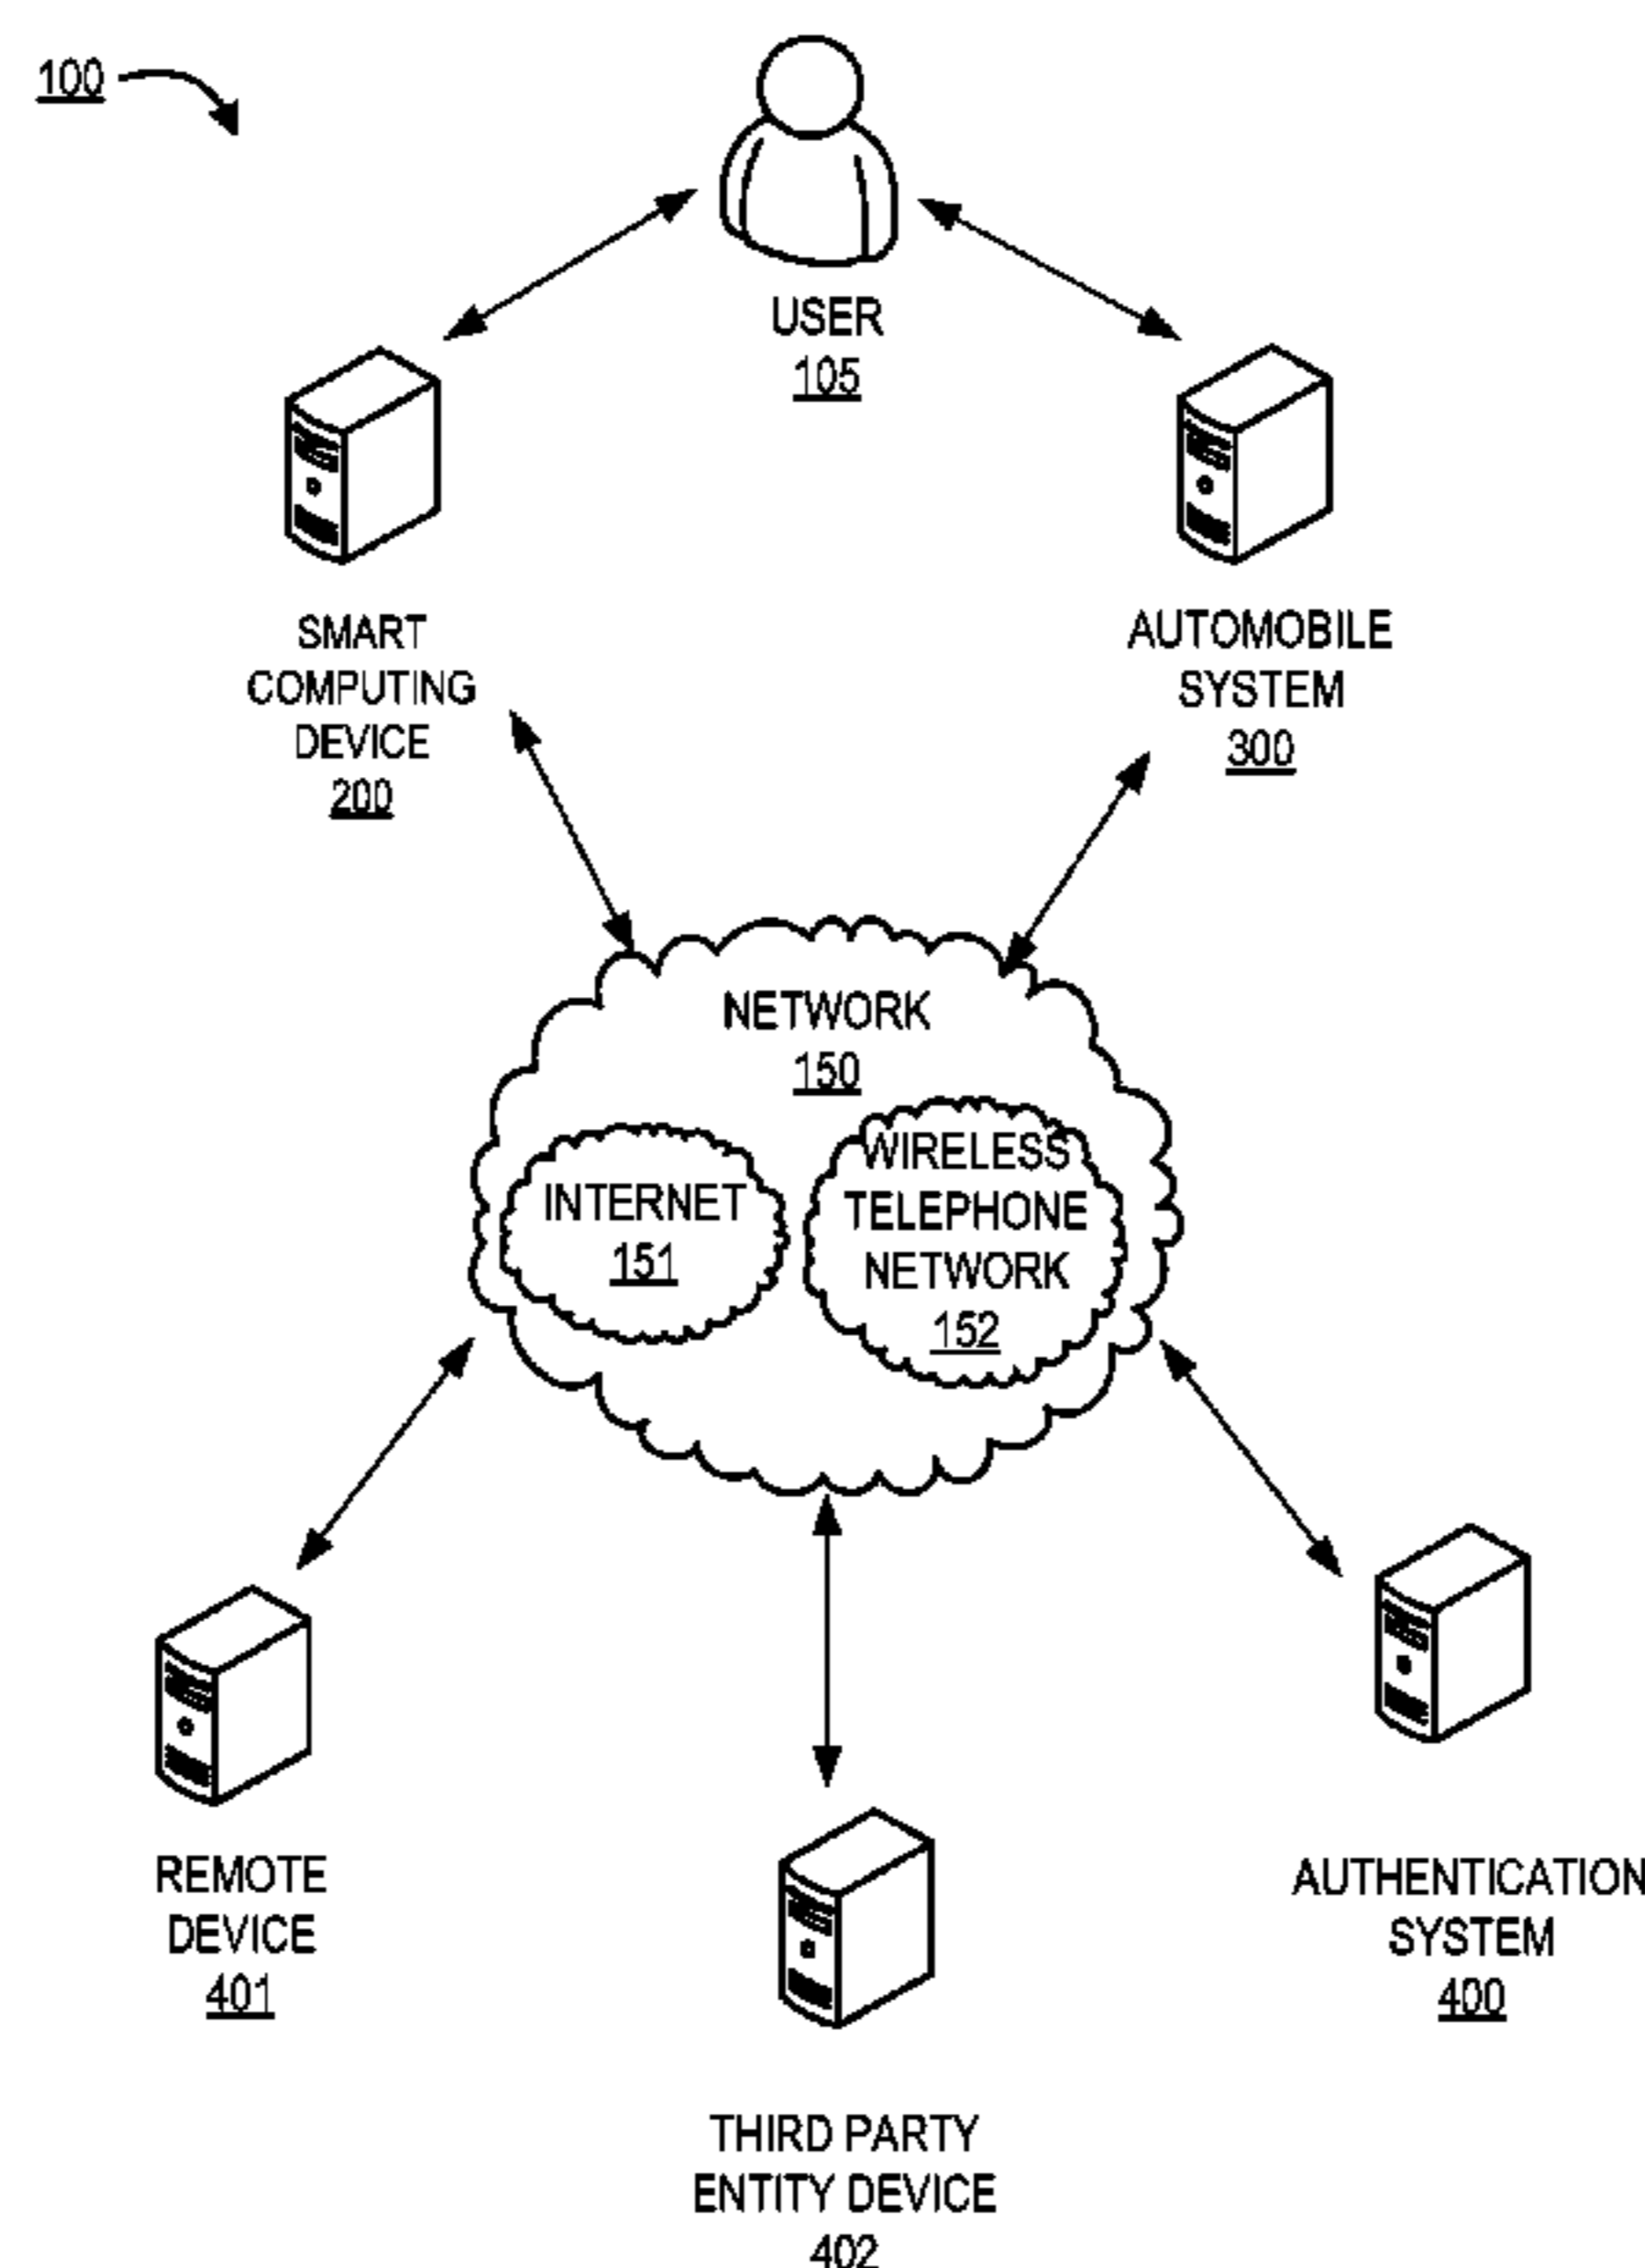 100
USER
105
SMART
COMPUTING
DEVICE
200
AUTOMOBILE
SYSTEM
300
NETWORK
150
INTERNET
151
WIRELESS
TELEPHONE
NETWORK
152
REMOTE
DEVICE
401
THIRD PARTY
ENTITY DEVICE
402
AUTHENTICATION
SYSTEM
400